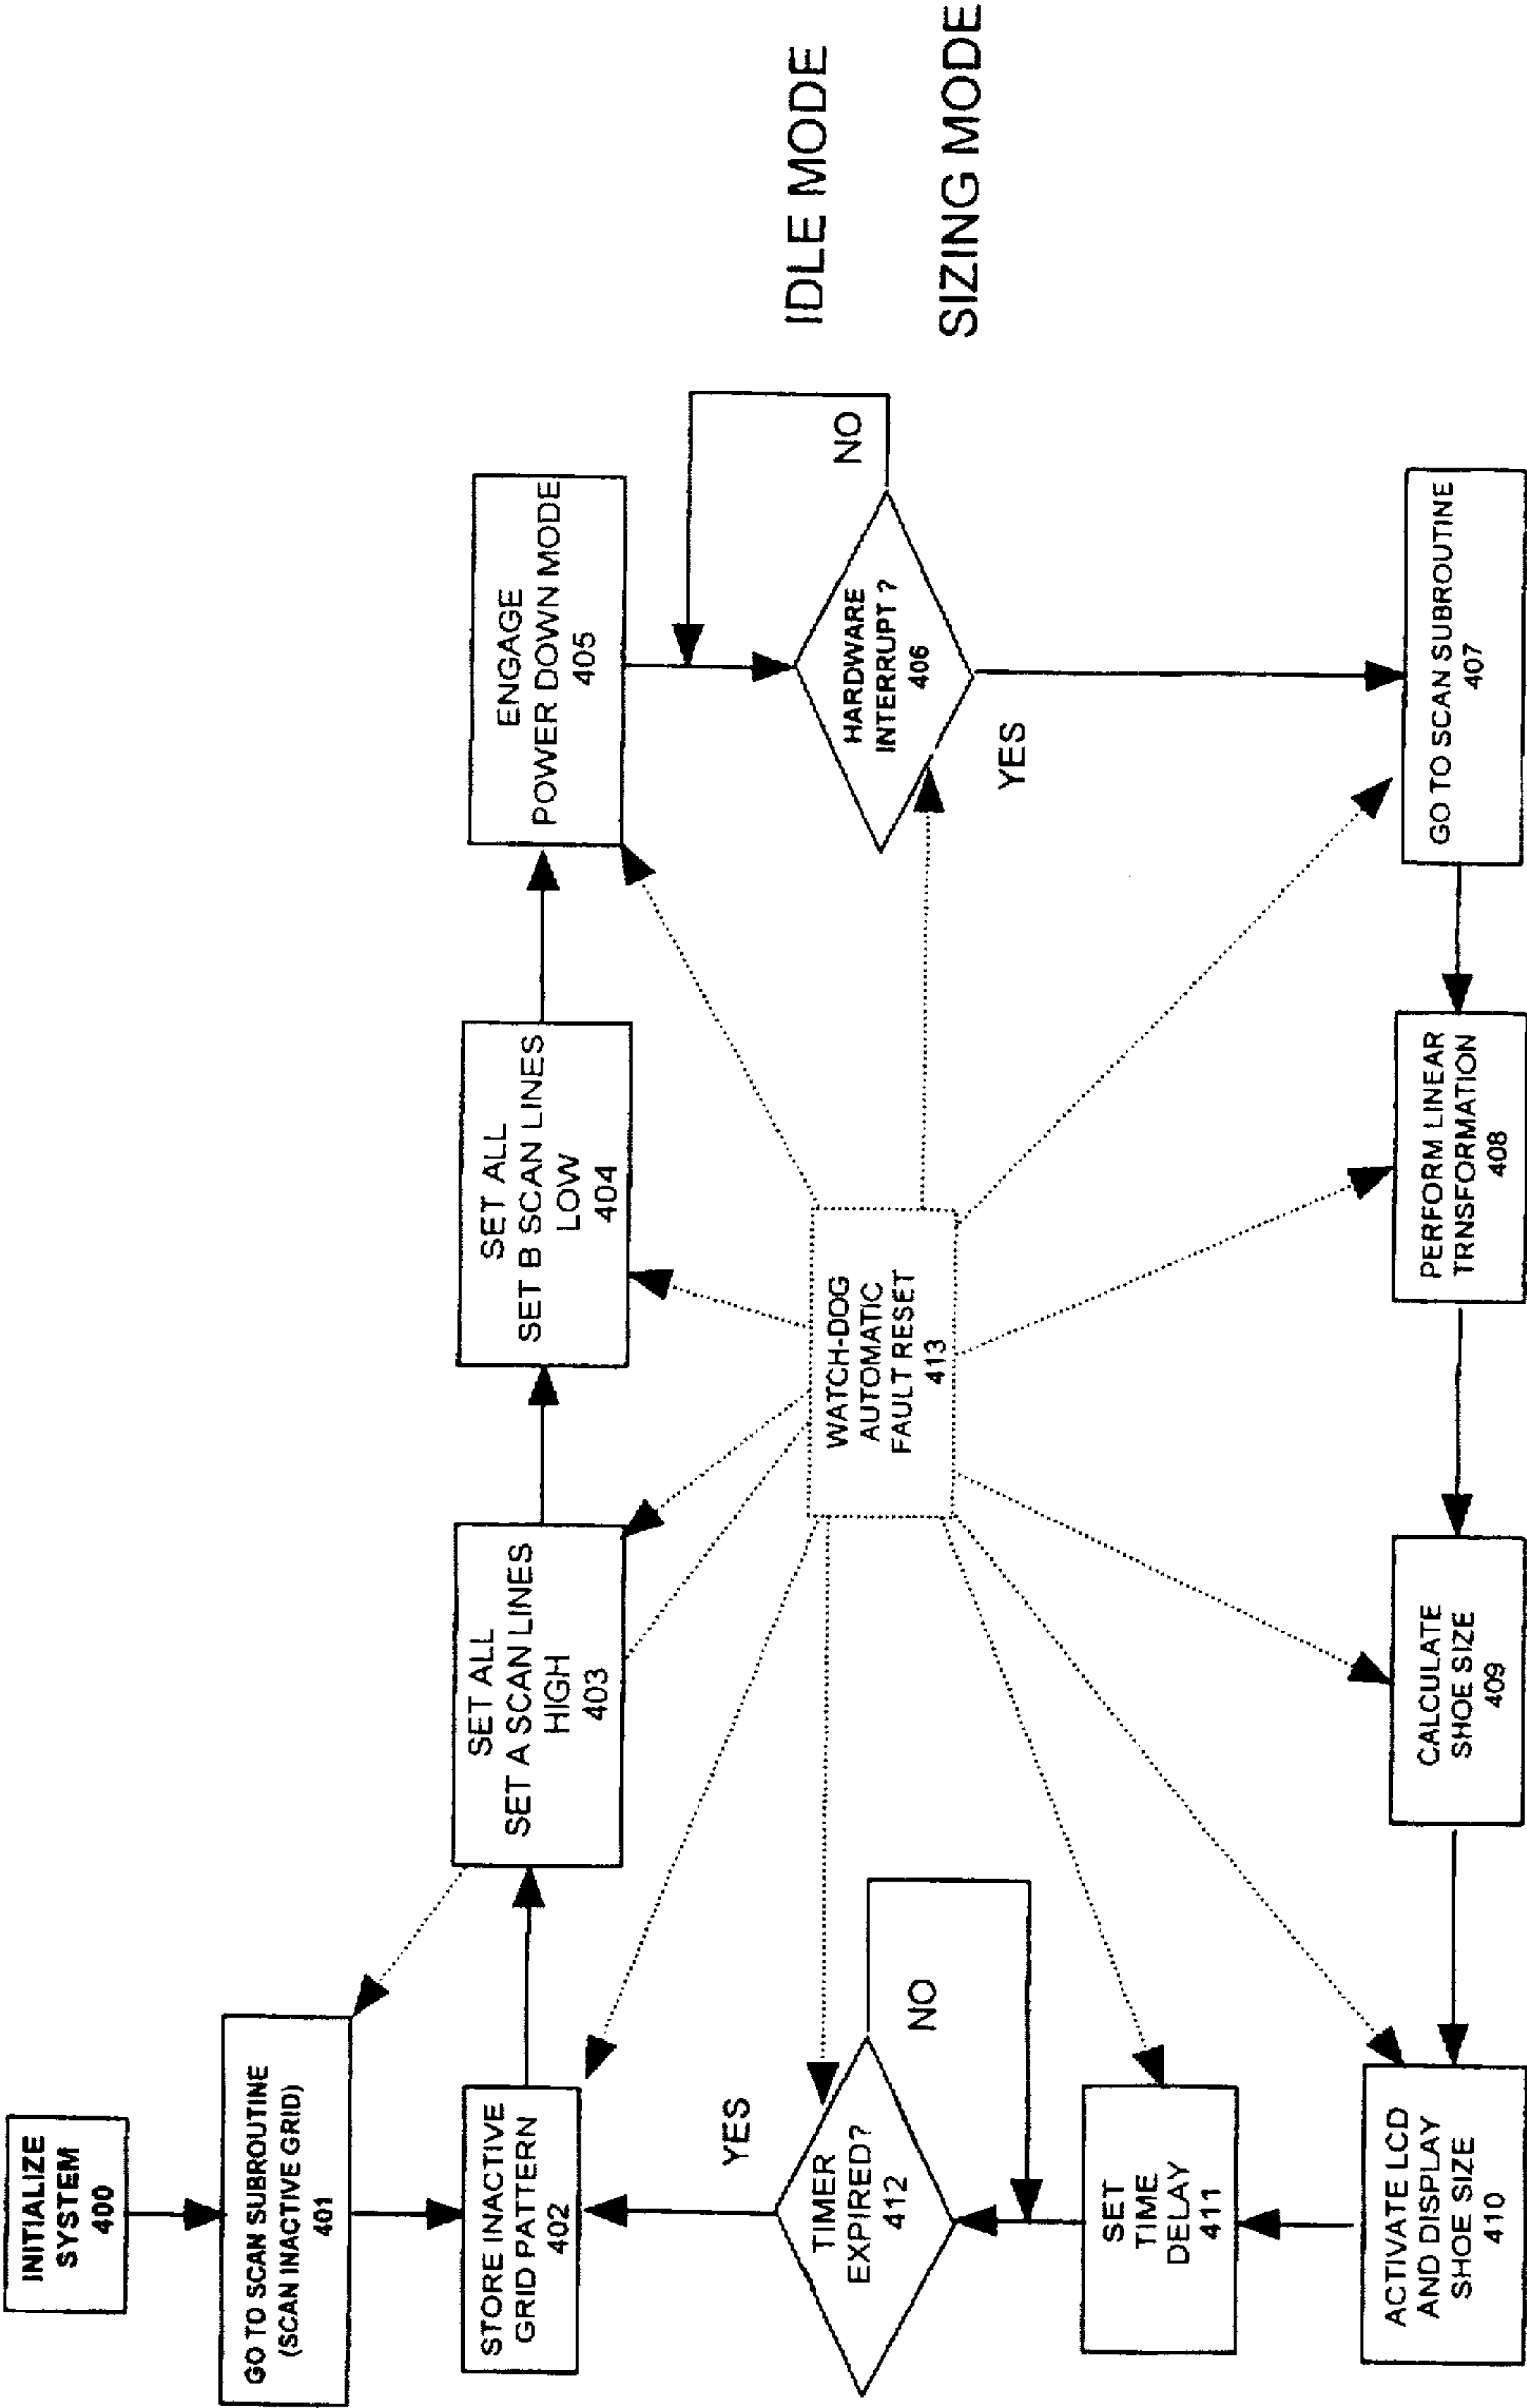 INITIALIZE
SYSTEM
400
GO TO SCAN SUBROUTINE
(SCAN INACTIVE GRID)
401
STORE INACTIVE
GRID PATTERN
402
SET ALL
SET A SCAN LINES
HIGH
403
SET ALL
SET B SCAN LINES
LOW
404
ENGAGE
POWER DOWN MODE
405
NO
HARDWARE
INTERRUPT ?
406
YES
IDLE MODE
SIZING MODE
GO TO SCAN SUBROUTINE
407
PERFORM LINEAR
TRNSFORMATION
408
CALCULATE
SHOE SIZE
409
ACTIVATE LCD
AND DISPLAY
SHOE SIZE
410
SET
TIME
DELAY
411
TIMER
EXPIRED?
412
NO
YES
WATCH-DOG
AUTOMATIC
FAULT RESET
413